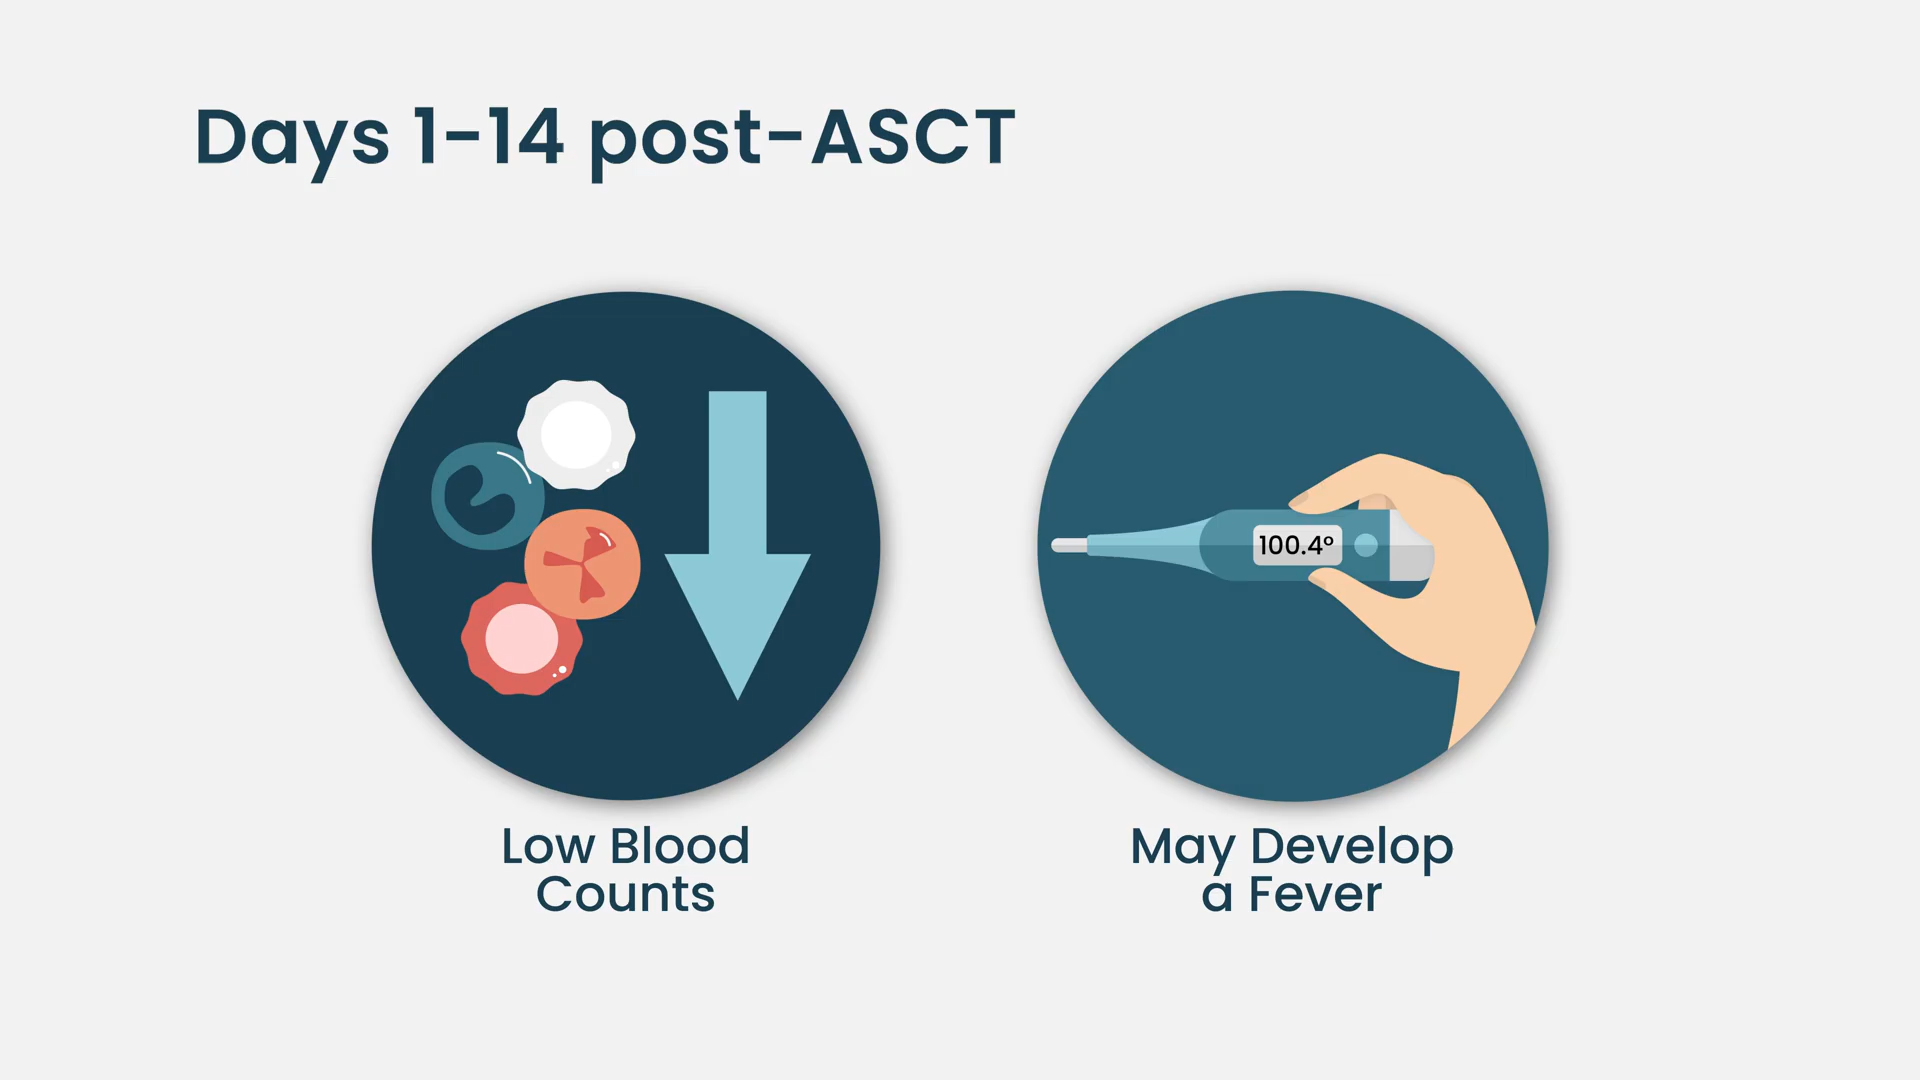 Days 1-14 post-ASCT
100.4°
Low Blood
Counts
May Develop
a Fever